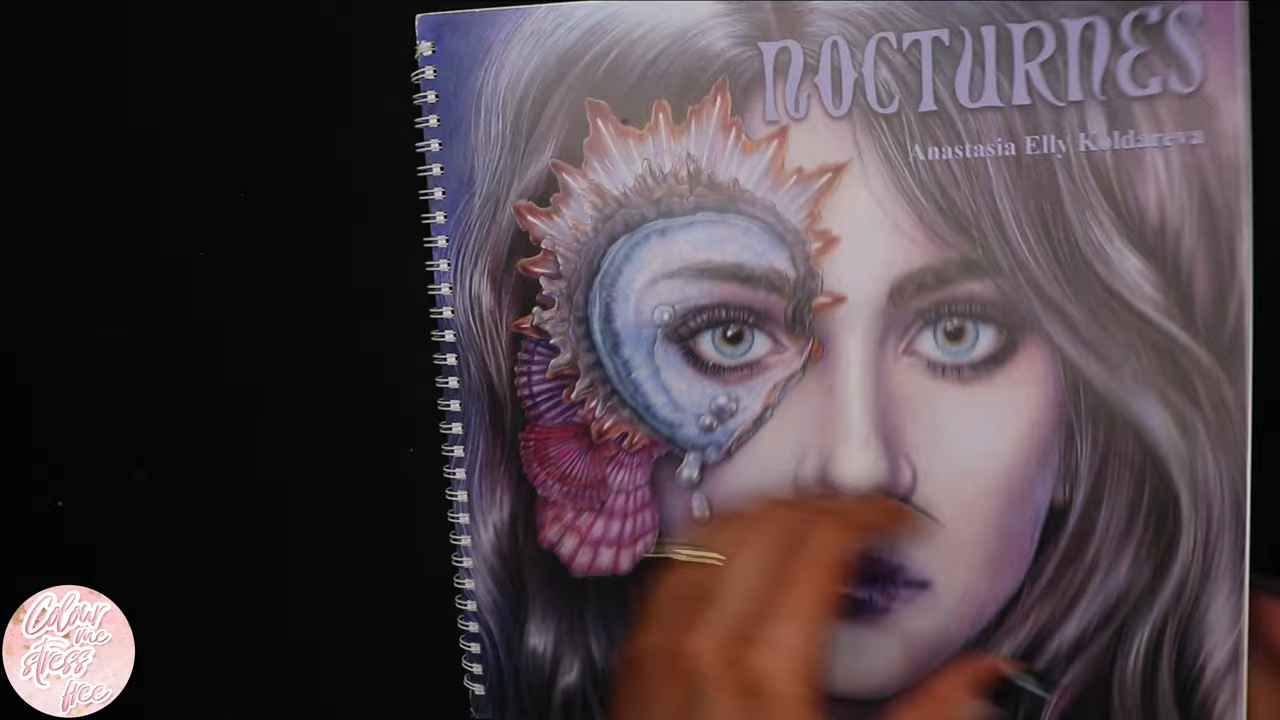 NOCTURNES
Anastasia Elly Koldareva
Colour
me
stress
free